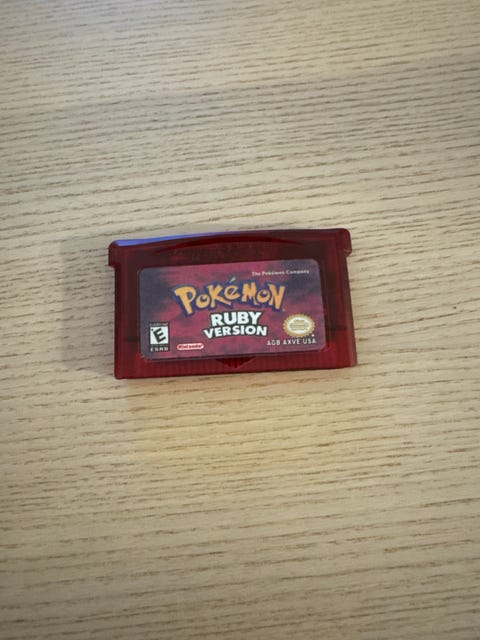 The Pokémon Company
POKéMON
RUBY
VERSION
E
ESRB
Nintendo
AGB AXVE USA